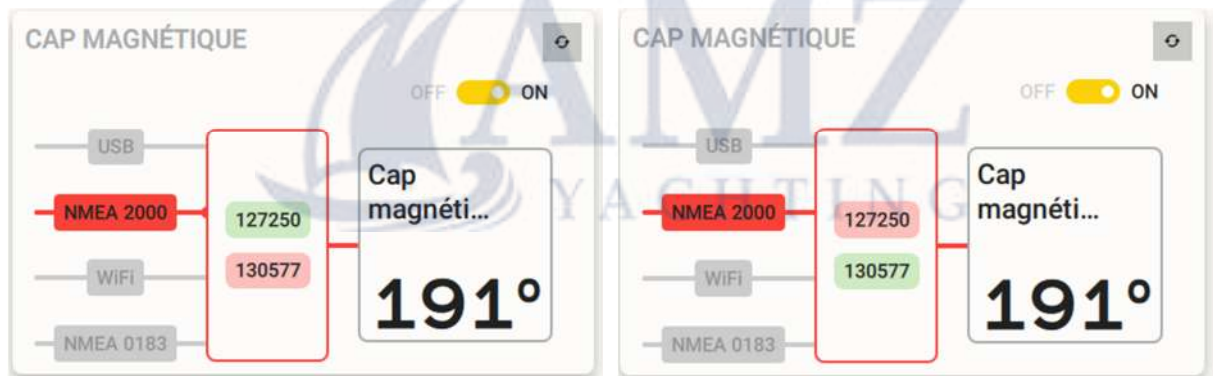 CAP MAGNÉTIQUE
OFF ON
USB
NMEA 2000
WiFi
NMEA 0183
127250
130577
Cap
magnéti...
191°
CAP MAGNÉTIQUE
OFF ON
USB
NMEA 2000
WiFi
NMEA 0183
127250
130577
Cap
magnéti...
191°
AMZ
YACHTING